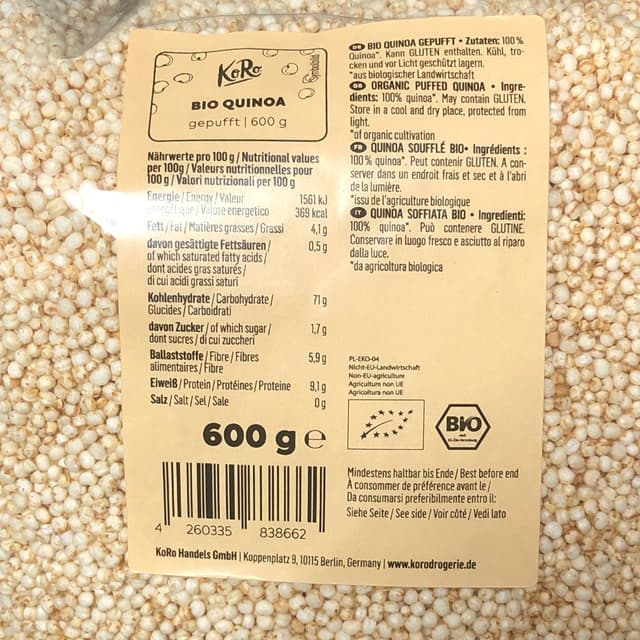 KoRo
BIO QUINOA
gepufft | 600 g
Symbolbild
Nährwerte pro 100 g / Nutritional values
per 100g / Valeurs nutritionnelles pour
100 g / Valori nutrizionali per 100 g
Energie / Energy / Valeur 1561 kJ
énergétique / Valore energetico 369 kcal
Fett / Fat / Matières grasses / Grassi 4,1 g
davon gesättigte Fettsäuren / 0,5 g
of which saturated fatty acids /
dont acides gras saturés /
di cui acidi grassi saturi
Kohlenhydrate / Carbohydrate / 71 g
Glucides / Carboidrati
davon Zucker / of which sugar / 1,7 g
dont sucres / di cui zuccheri
Ballaststoffe / Fibre / Fibres 5,9 g
alimentaires / Fibre
Eiweiß / Protein / Protéines / Proteine 9,1 g
Salz / Salt / Sel / Sale 0 g
600 g e
4 260335 838662
DE BIO QUINOA GEPUFFT • Zutaten: 100 %
Quinoa*. Kann GLUTEN enthalten. Kühl, tro-
cken und vor Licht geschützt lagern.
*aus biologischer Landwirtschaft
GB ORGANIC PUFFED QUINOA • Ingre-
dients: 100% quinoa*. May contain GLUTEN.
Store in a cool and dry place, protected from
light.
*of organic cultivation
FR QUINOA SOUFFLÉ BIO• Ingrédients :
100 % quinoa*. Peut contenir GLUTEN. A con-
server dans un endroit frais et sec et à l'abri
de la lumière.
*issu de l'agriculture biologique
IT QUINOA SOFFIATA BIO • Ingredienti:
100% quinoa*. Può contenere GLUTINE.
Conservare in luogo fresco e asciutto al riparo
dalla luce.
*da agricoltura biologica
PL-EKO-04
Nicht-EU-Landwirtschaft
Non-EU-agriculture
Agriculture non UE
Agricoltura non UE
BIO
nach
EG-Öko-Verordnung
Mindestens haltbar bis Ende / Best before end
À consommer de préférence avant le /
Da consumarsi preferibilmente entro il:
Siehe Seite / See side / Voir côté / Vedi lato
KoRo Handels GmbH | Koppenplatz 9, 10115 Berlin, Germany | www.korodrogerie.de